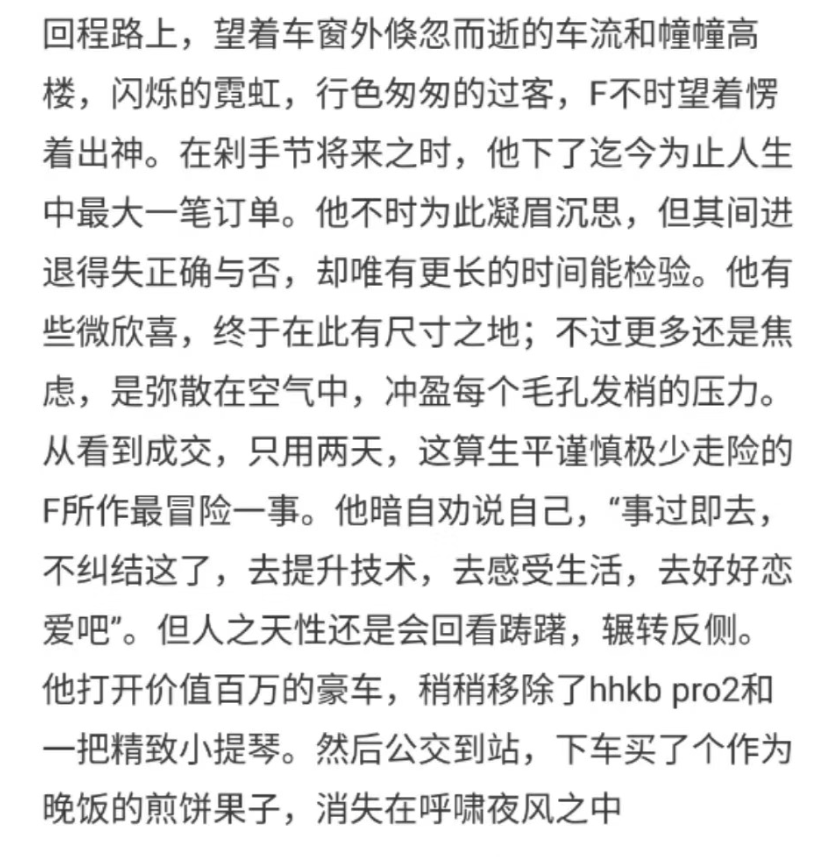 回程路上，望着车窗外倏忽而逝的车流和幢幢高
楼，闪烁的霓虹，行色匆匆的过客，F不时望着愣
着出神。在剁手节将来之时，他下了迄今为止人生
中最大一笔订单。他不时为此凝眉沉思，但其间进
退得失正确与否，却唯有更长的时间能检验。他有
些微欣喜，终于在此有尺寸之地；不过更多还是焦
虑，是弥散在空气中，冲盈每个毛孔发梢的压力。
从看到成交，只用两天，这算生平谨慎极少走险的
F所作最冒险一事。他暗自劝说自己，“事过即去，
不纠结这了，去提升技术，去感受生活，去好好恋
爱吧”。但人之天性还是会回看踌躇，辗转反侧。
他打开价值百万的豪车，稍稍移除了hhkb pro2和
一把精致小提琴。然后公交到站，下车买了个作为
晚饭的煎饼果子，消失在呼啸夜风之中